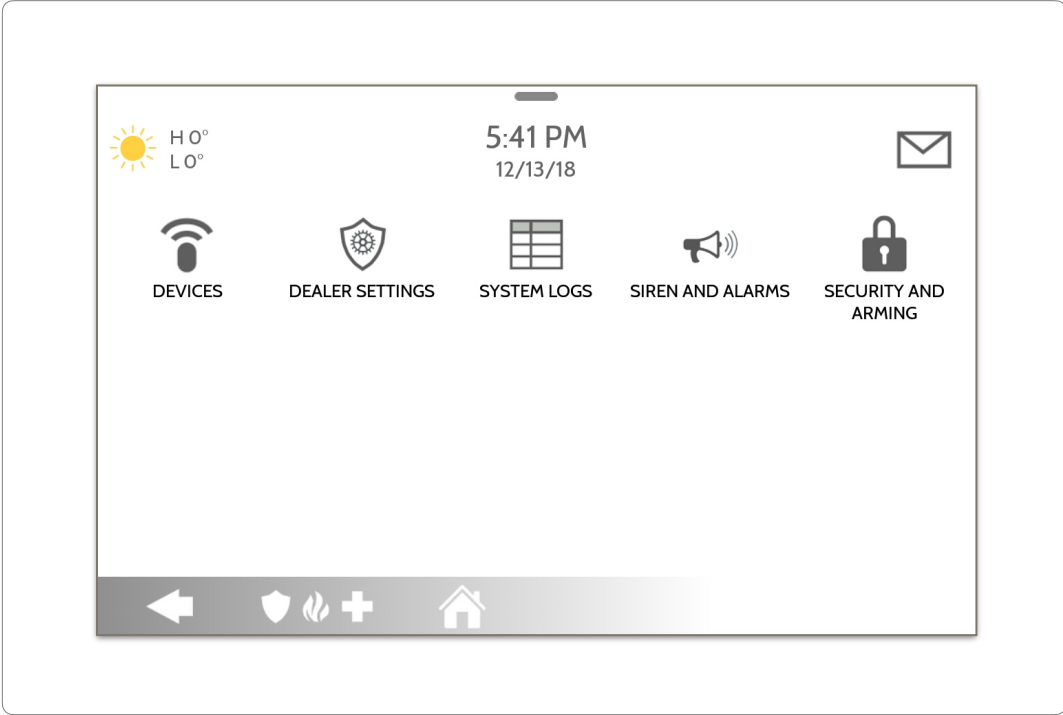 H 0°
L 0°
5:41 PM
12/13/18
DEVICES
DEALER SETTINGS
SYSTEM LOGS
SIREN AND ALARMS
SECURITY AND
ARMING